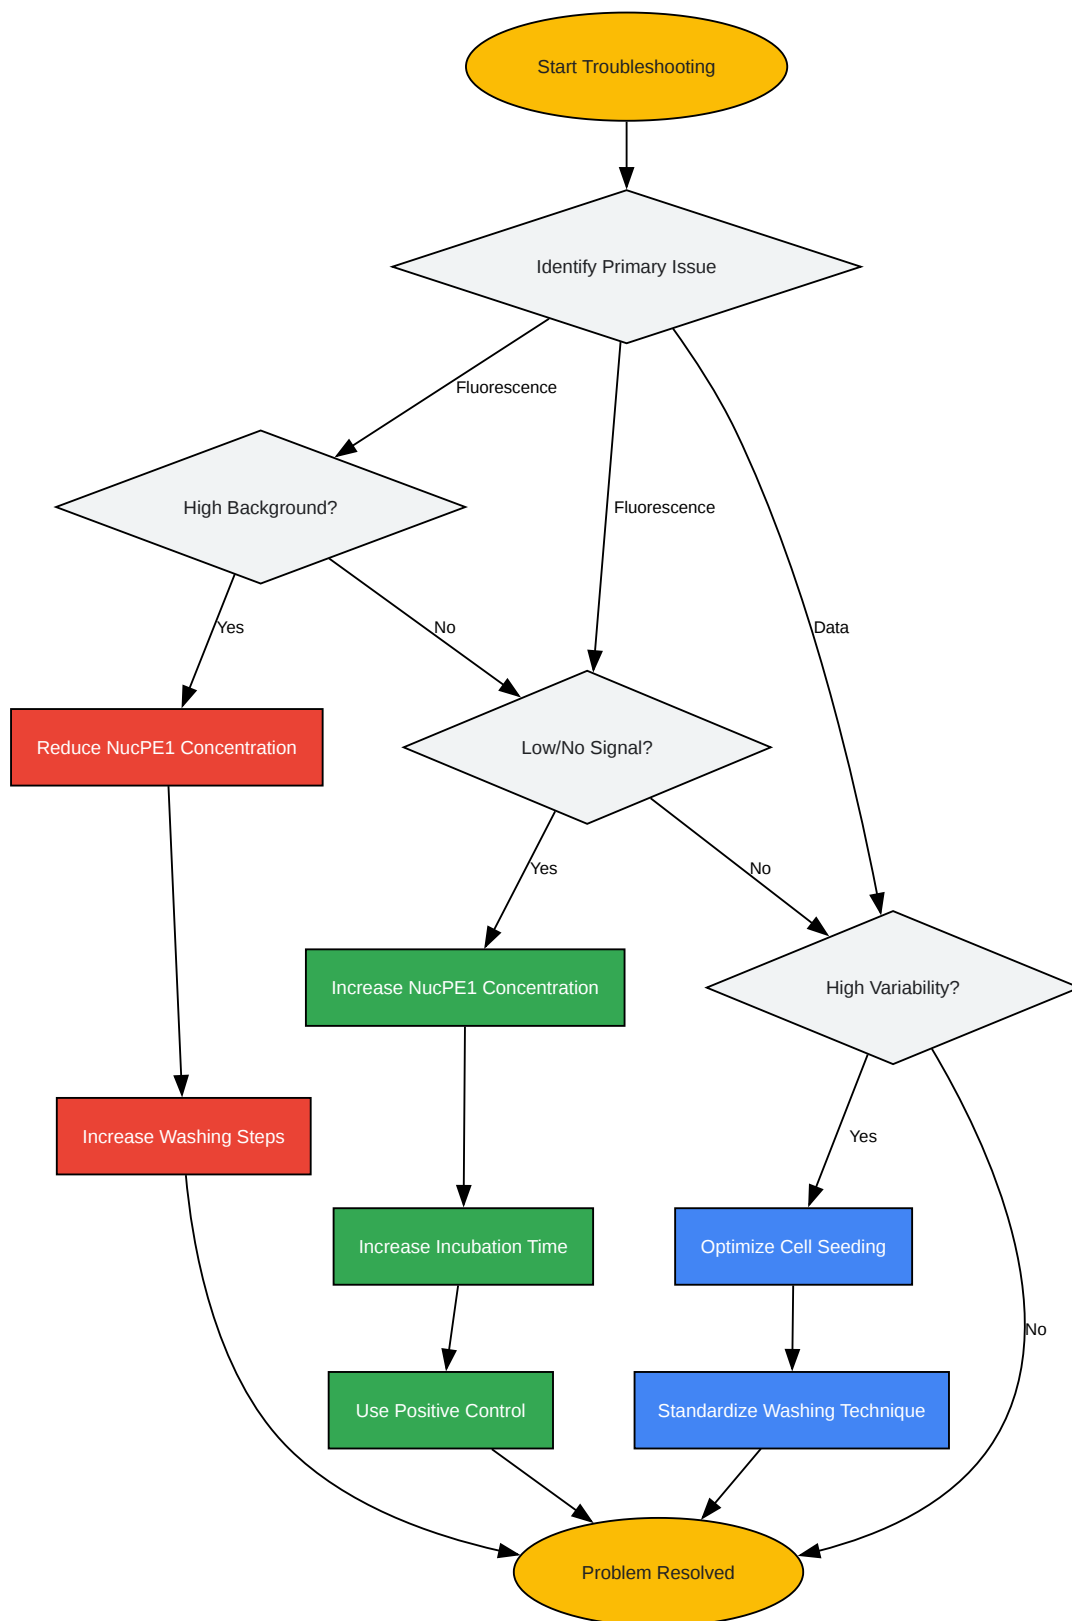 Start Troubleshooting
Identify Primary Issue
Fluorescence
High Background?
Fluorescence
Yes
No
Data
Reduce NucPE1 Concentration
Low/No Signal?
Yes
No
Increase NucPE1 Concentration
High Variability?
Increase Washing Steps
Yes
Increase Incubation Time
Optimize Cell Seeding
No
Use Positive Control
Standardize Washing Technique
Problem Resolved